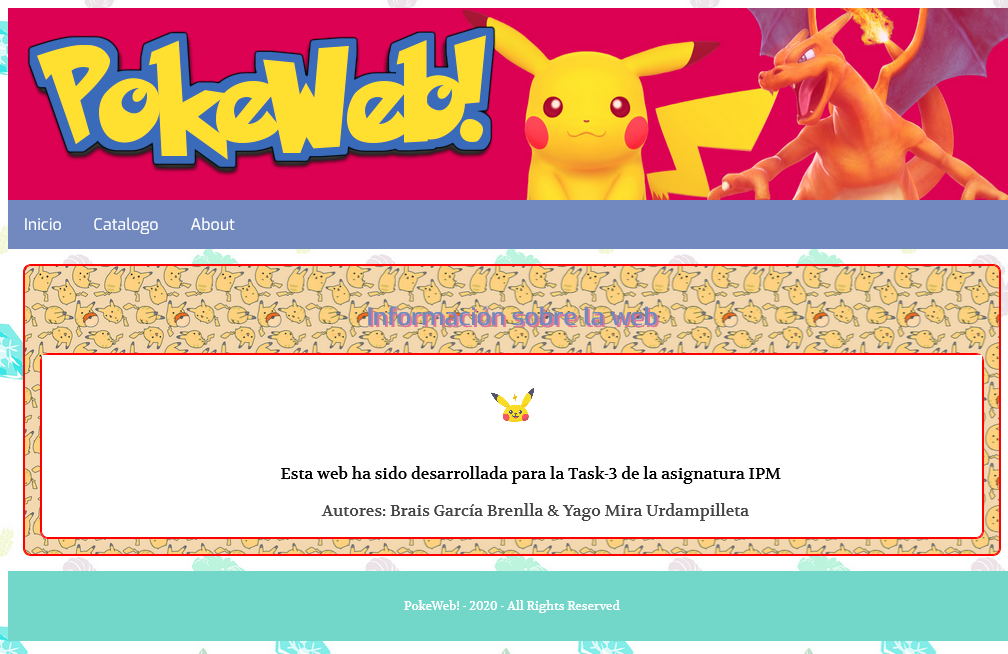 PokeWeb!
Inicio Catalogo About
Información sobre la web
Esta web ha sido desarrollada para la Task-3 de la asignatura IPM
Autores: Brais García Brenlla & Yago Mira Urdampilleta
PokeWeb! - 2020 - All Rights Reserved